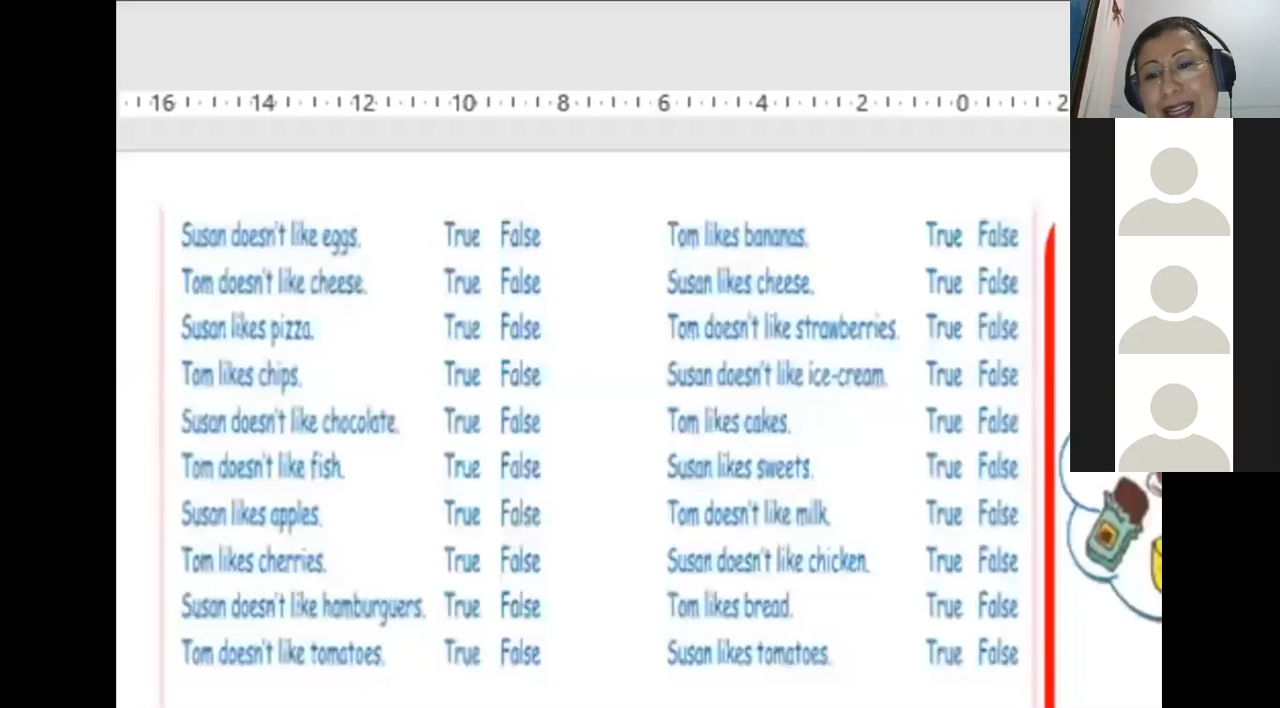 16 14 12 10 8 6 4 2 0 2
Susan doesn't like eggs. True False
Tom doesn't like cheese. True False
Susan likes pizza. True False
Tom likes chips. True False
Susan doesn't like chocolate. True False
Tom doesn't like fish. True False
Susan likes apples. True False
Tom likes cherries. True False
Susan doesn't like hamburguers. True False
Tom doesn't like tomatoes. True False
Tom likes bananas. True False
Susan likes cheese. True False
Tom doesn't like strawberries. True False
Susan doesn't like ice-cream. True False
Tom likes cakes. True False
Susan likes sweets. True False
Tom doesn't like milk. True False
Susan doesn't like chicken. True False
Tom likes bread. True False
Susan likes tomatoes. True False